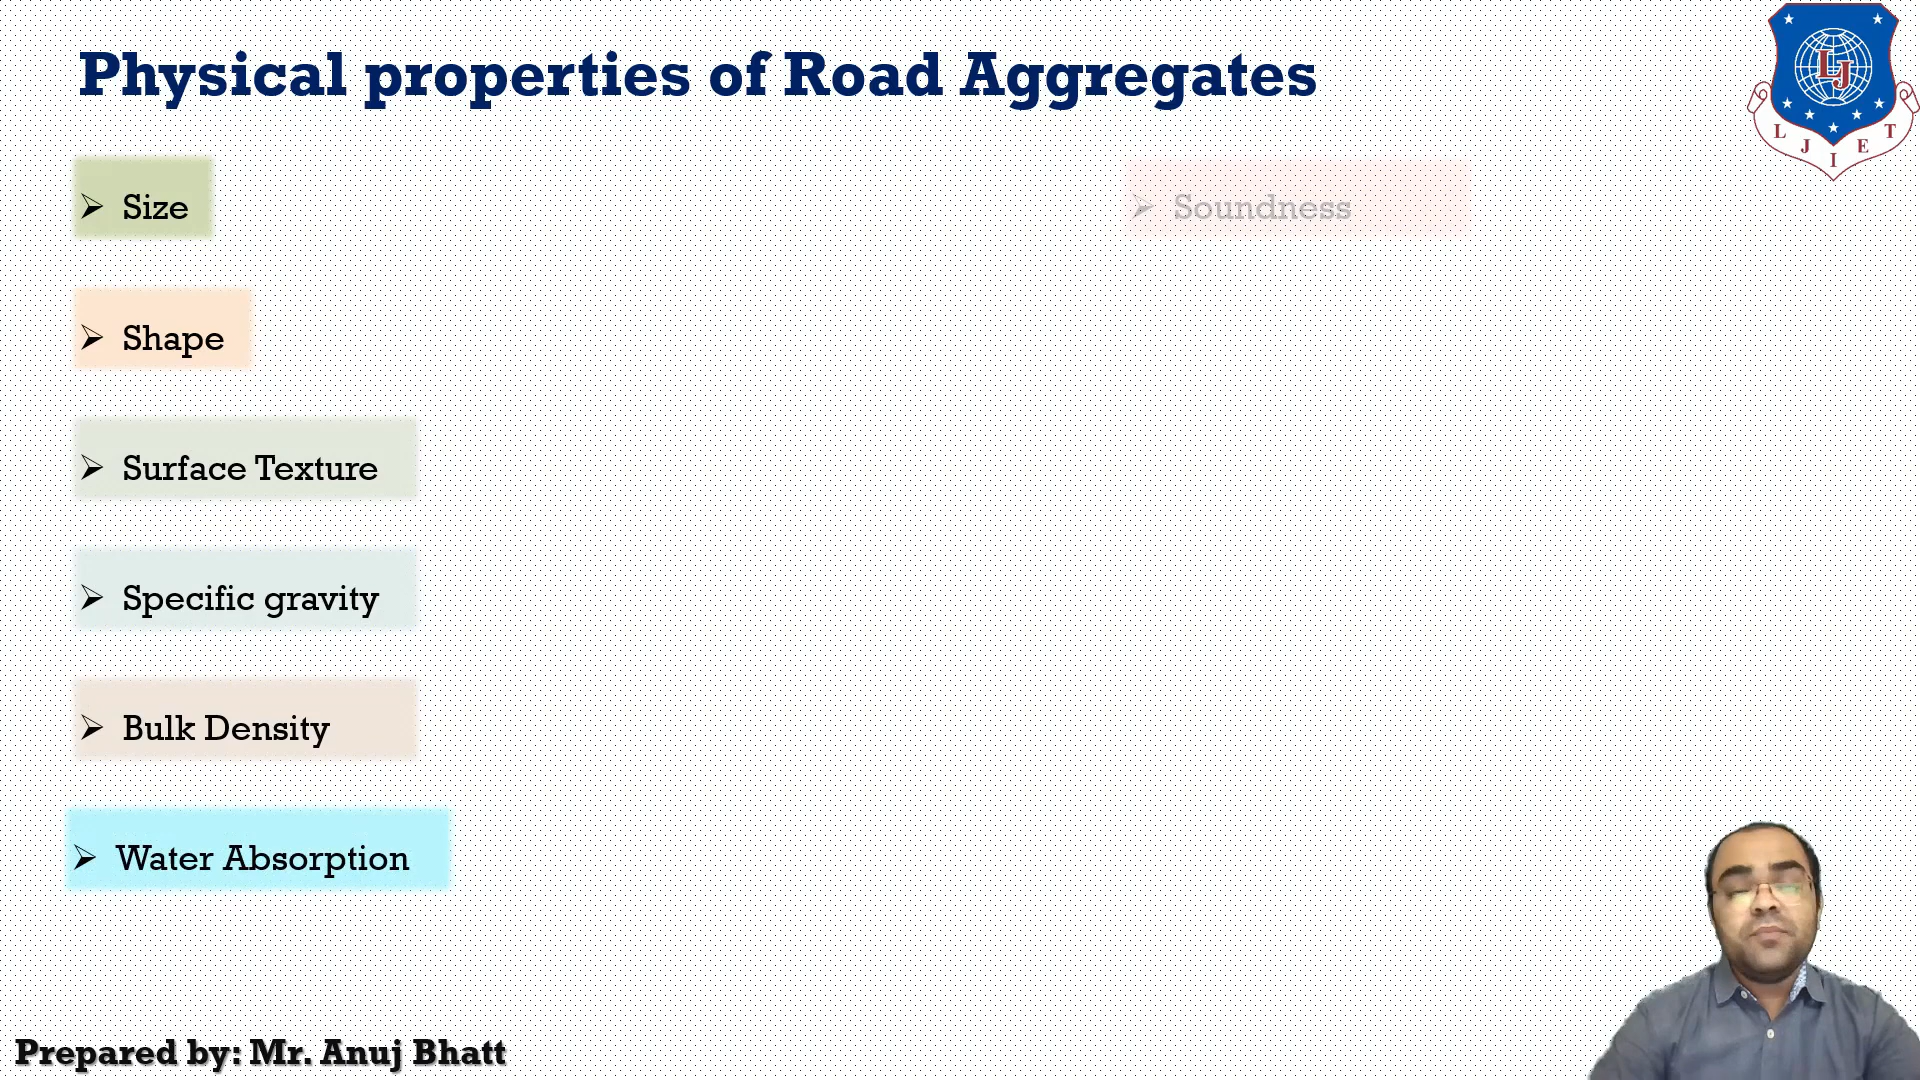 Physical properties of Road Aggregates
LJ
L J I E T
➢ Size
➢ Soundness
➢ Shape
➢ Surface Texture
➢ Specific gravity
➢ Bulk Density
➢ Water Absorption
Prepared by: Mr. Anuj Bhatt